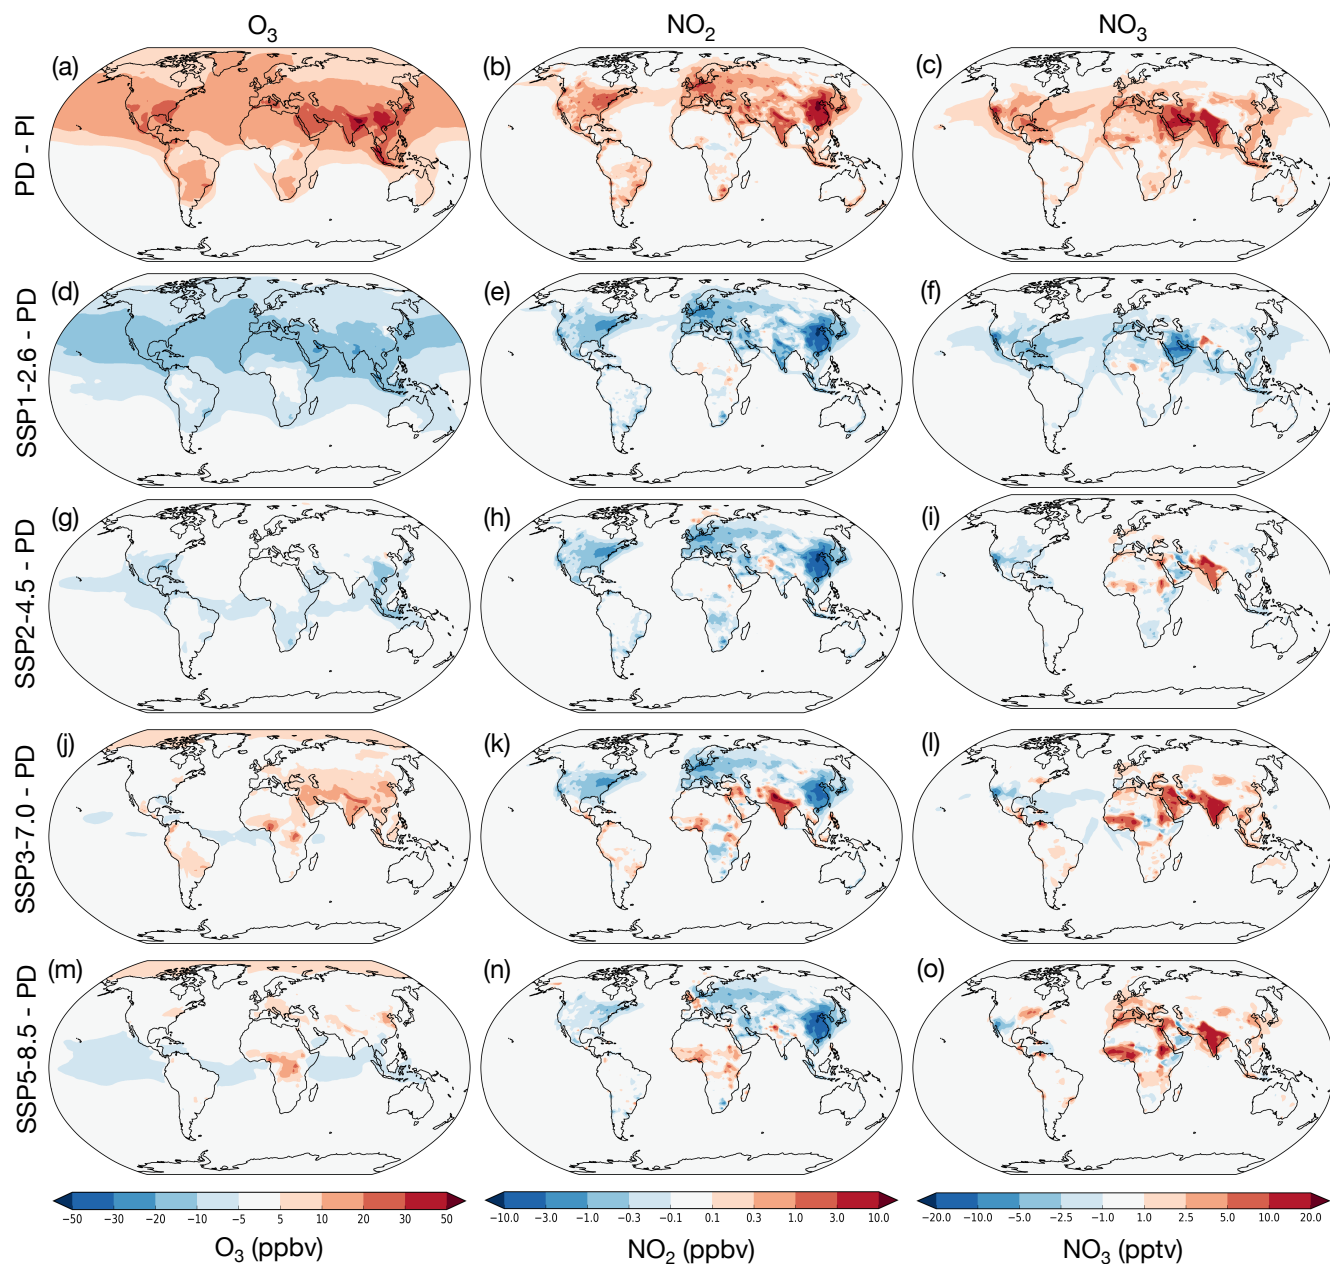 O₃ NO₂ NO₃
PD - PI
(a) (b) (c)
SSP1-2.6 - PD
(d) (e) (f)
SSP2-4.5 - PD
(g) (h) (i)
SSP3-7.0 - PD
(j) (k) (l)
SSP5-8.5 - PD
(m) (n) (o)
−50 −30 −20 −10 −5 5 10 20 30 50
−10.0 −3.0 −1.0 −0.3 −0.1 0.1 0.3 1.0 3.0 10.0
−20.0 −10.0 −5.0 −2.5 −1.0 1.0 2.5 5.0 10.0 20.0
O₃ (ppbv) NO₂ (ppbv) NO₃ (pptv)